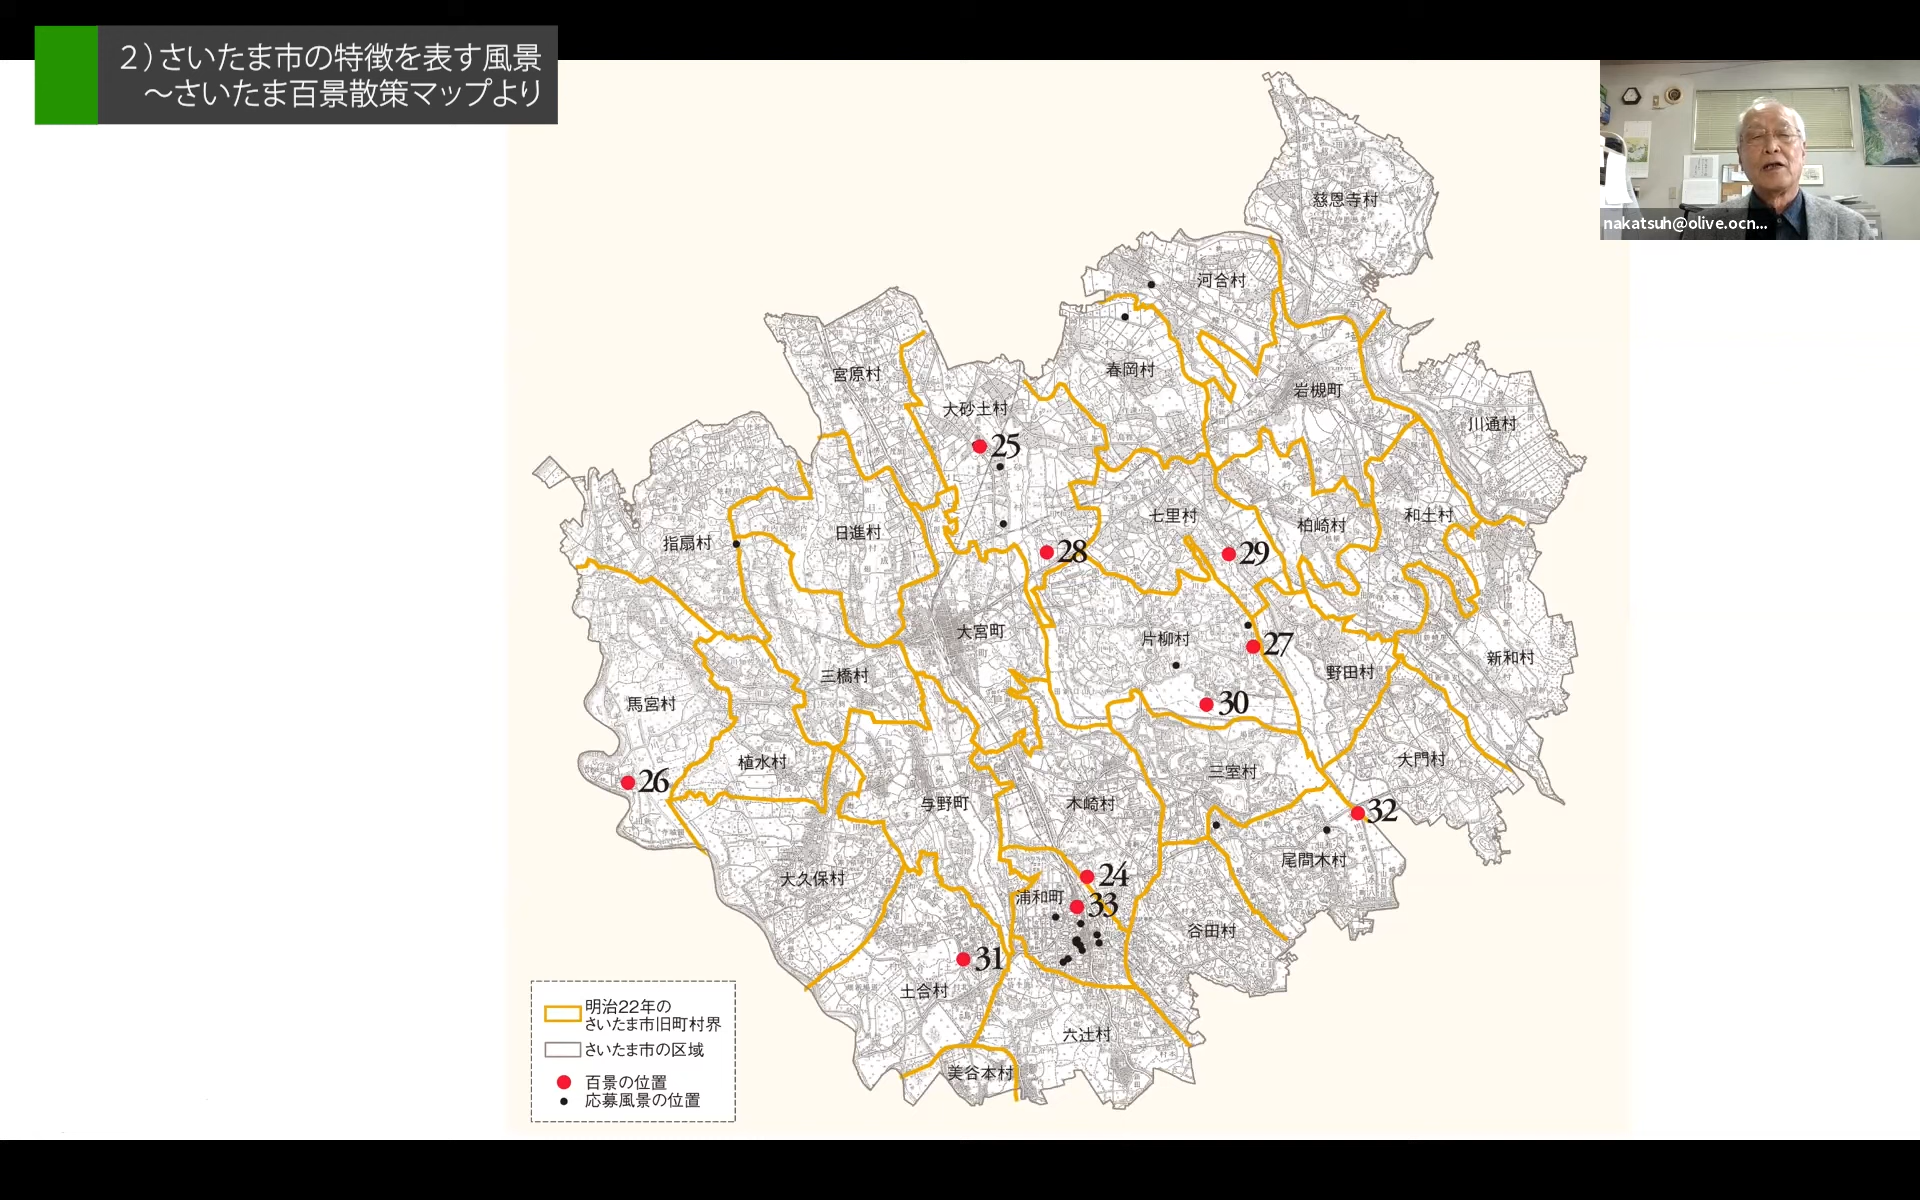 ２）さいたま市の特徴を表す風景
～さいたま百景散策マップより
nakatsuh@olive.ocn...
慈恩寺村
河合村
春岡村
岩槻町
宮原村
大砂土村
川通村
25
七里村
柏崎村
和土村
指扇村
日進村
28
29
大宮町
片柳村
27
野田村
新和村
三橋村
馬宮村
30
植水村
三室村
大門村
26
与野町
木崎村
32
尾間木村
大久保村
24
浦和町
33
谷田村
31
土合村
六辻村
美谷本村
明治22年の
さいたま市旧町村界
さいたま市の区域
百景の位置
応募風景の位置